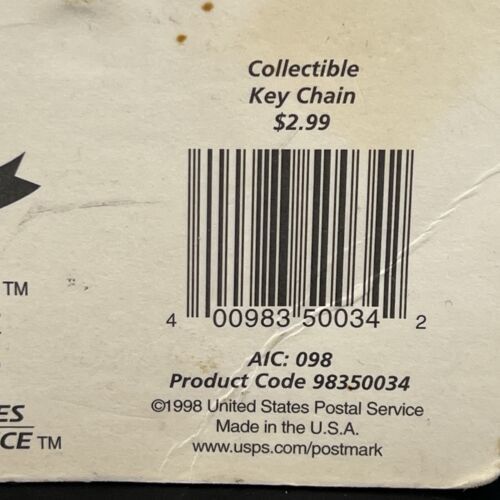 Collectible
Key Chain
$2.99
4 00983 50034 2
AIC: 098
Product Code 98350034
©1998 United States Postal Service
Made in the U.S.A.
www.usps.com/postmark
TM
ES
CE TM